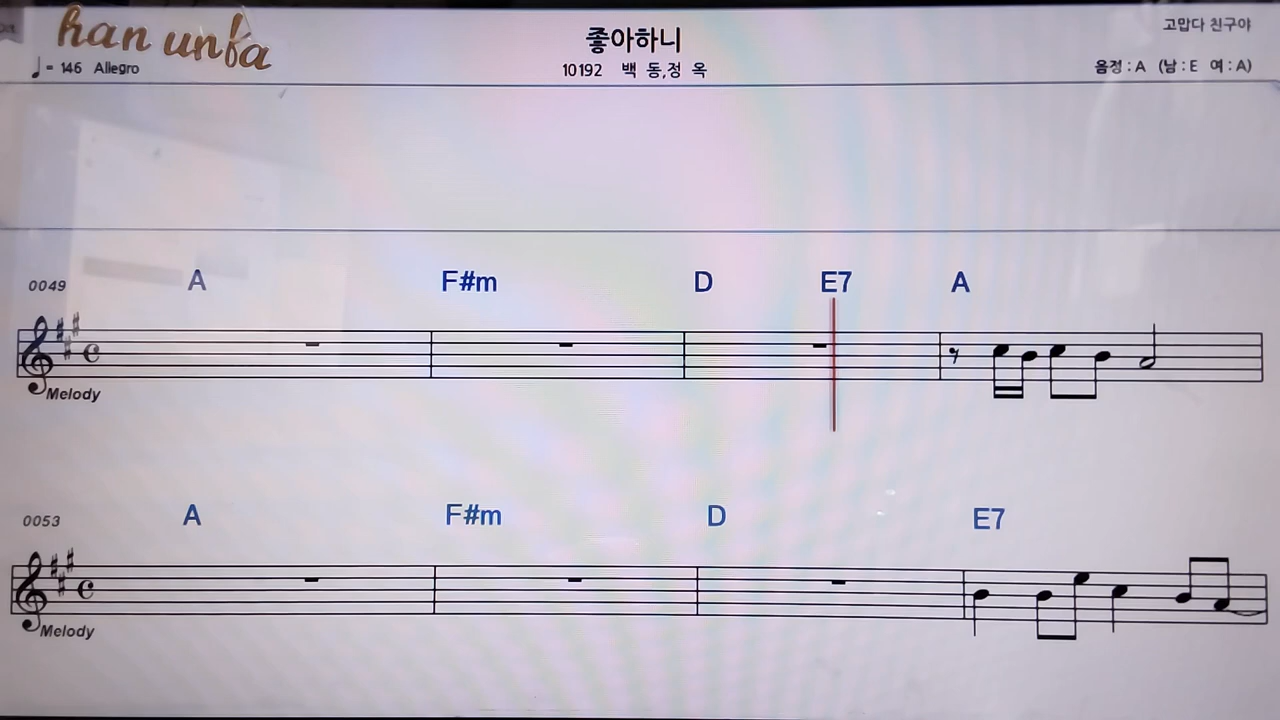 han unfa
좋아하니
고맙다 친구야
♩= 146 Allegro
10192 백 동,정 옥
음정 : A (남 : E 여 : A)
0049 A F#m D E7 A
Melody
0053 A F#m D E7
Melody